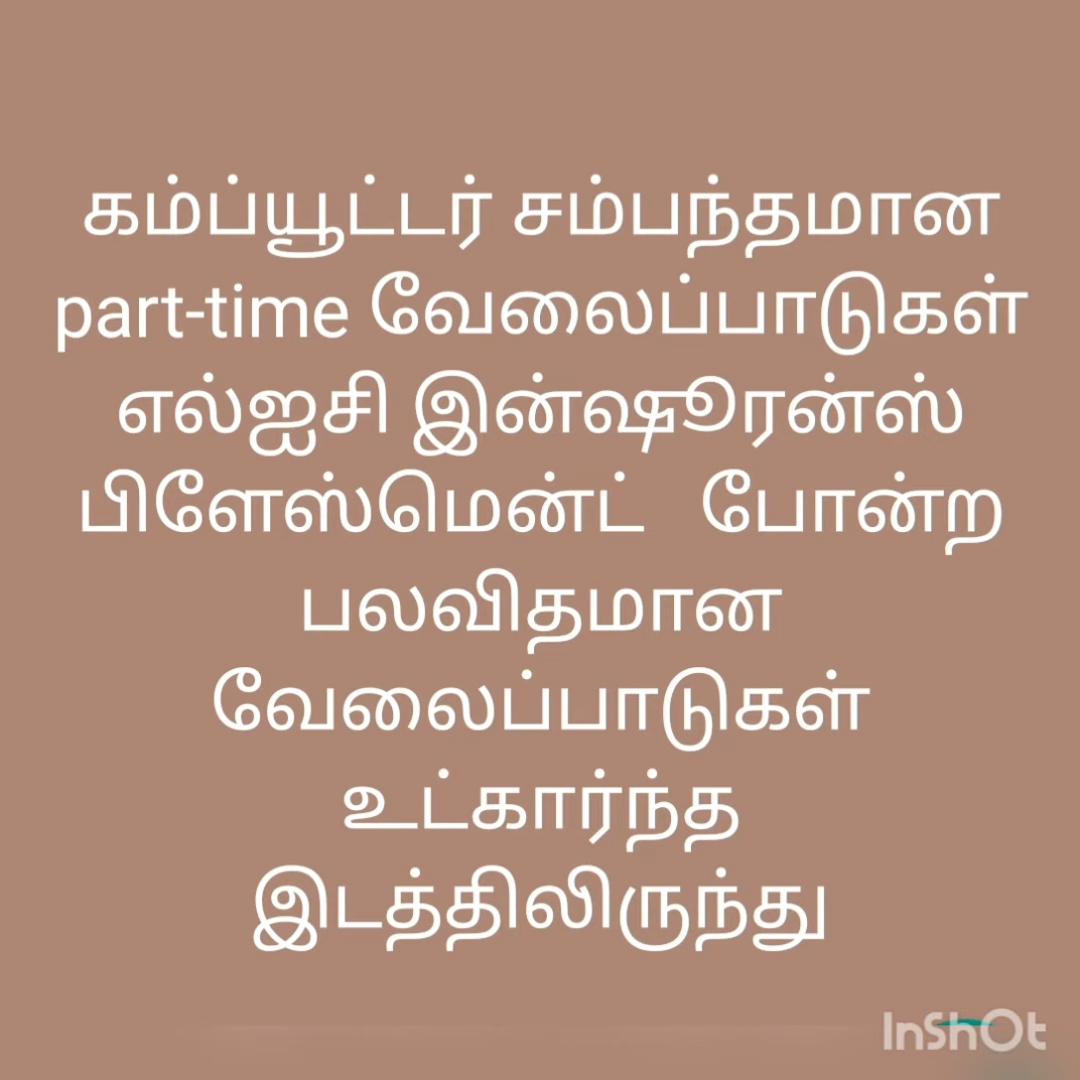 கம்ப்யூட்டர் சம்பந்தமான
part-time வேலைப்பாடுகள்
எல்ஐசி இன்ஷூரன்ஸ்
பிளேஸ்மென்ட்   போன்ற
பலவிதமான
வேலைப்பாடுகள்
உட்கார்ந்த
இடத்திலிருந்து
InShOt